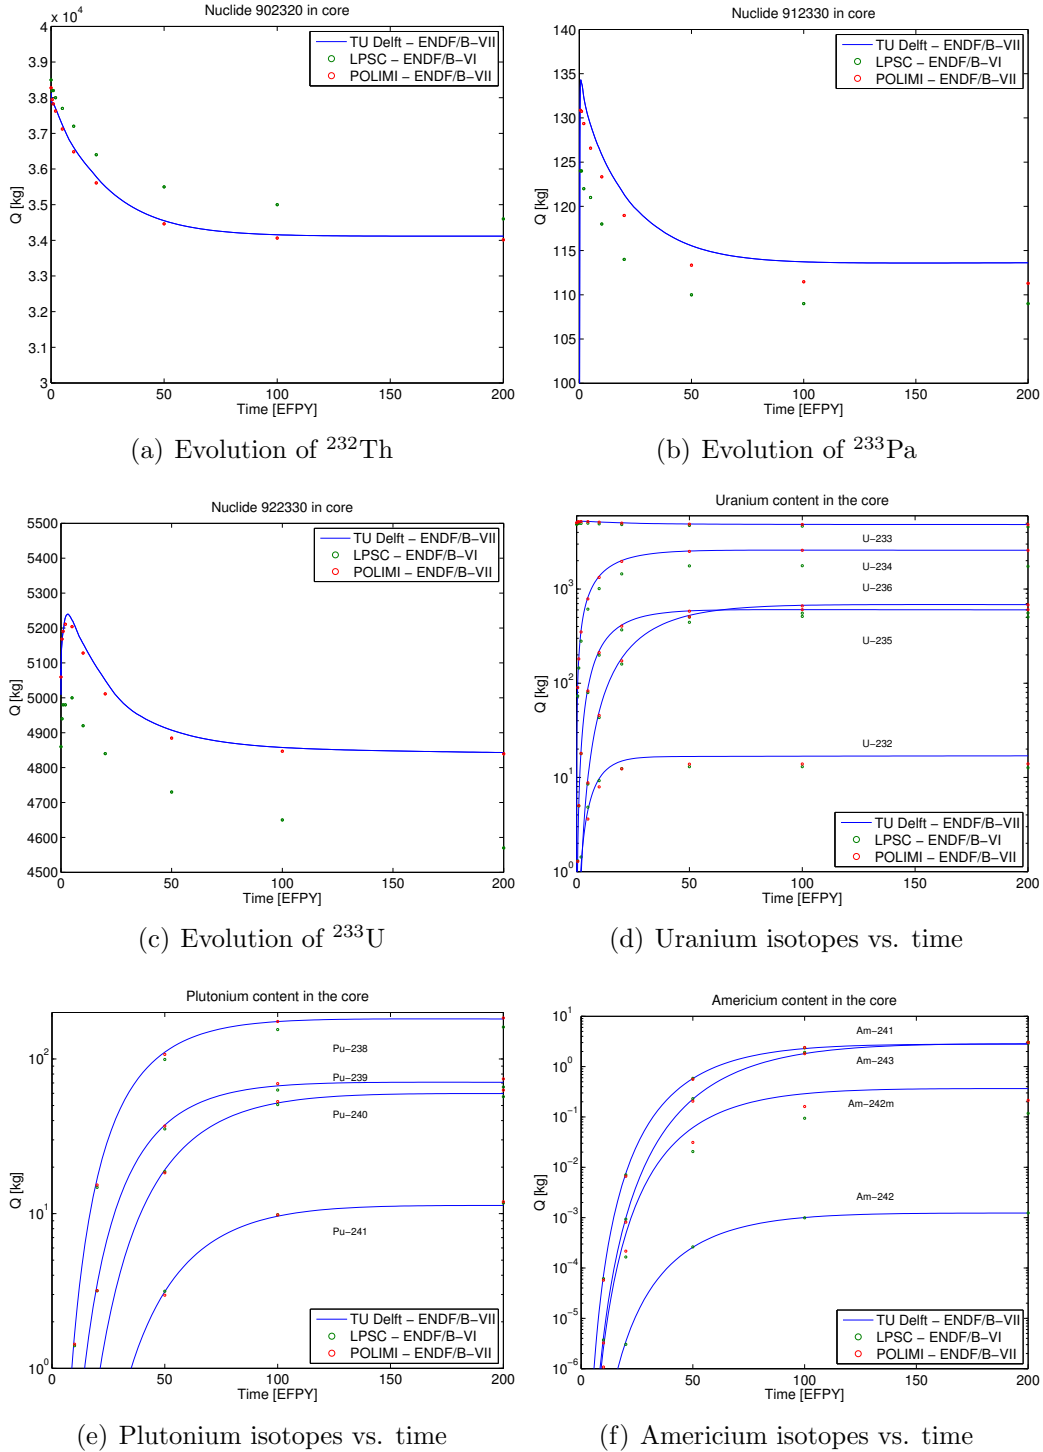 Nuclide 902320 in core
x 10⁴
4
3.9
3.8
3.7
3.6
3.5
3.4
3.3
3.2
3.1
3
Q [kg]
0 50 100 150 200
Time [EFPY]
TU Delft – ENDF/B–VII
LPSC – ENDF/B–VI
POLIMI – ENDF/B–VII
(a) Evolution of ²³²Th
Nuclide 912330 in core
140
135
130
125
120
115
110
105
100
Q [kg]
0 50 100 150 200
Time [EFPY]
TU Delft – ENDF/B–VII
LPSC – ENDF/B–VI
POLIMI – ENDF/B–VII
(b) Evolution of ²³³Pa
Nuclide 922330 in core
5500
5400
5300
5200
5100
5000
4900
4800
4700
4600
4500
Q [kg]
0 50 100 150 200
Time [EFPY]
TU Delft – ENDF/B–VII
LPSC – ENDF/B–VI
POLIMI – ENDF/B–VII
(c) Evolution of ²³³U
Uranium content in the core
10³
10²
10¹
10⁰
Q [kg]
U–233
U–234
U–236
U–235
U–232
0 50 100 150 200
Time [EFPY]
TU Delft – ENDF/B–VII
LPSC – ENDF/B–VI
POLIMI – ENDF/B–VII
(d) Uranium isotopes vs. time
Plutonium content in the core
10²
10¹
10⁰
Q [kg]
Pu–238
Pu–239
Pu–240
Pu–241
0 50 100 150 200
Time [EFPY]
TU Delft – ENDF/B–VII
LPSC – ENDF/B–VI
POLIMI – ENDF/B–VII
(e) Plutonium isotopes vs. time
Americium content in the core
10¹
10⁰
10⁻¹
10⁻²
10⁻³
10⁻⁴
10⁻⁵
10⁻⁶
Q [kg]
Am–241
Am–243
Am–242m
Am–242
0 50 100 150 200
Time [EFPY]
TU Delft – ENDF/B–VII
LPSC – ENDF/B–VI
POLIMI – ENDF/B–VII
(f) Americium isotopes vs. time